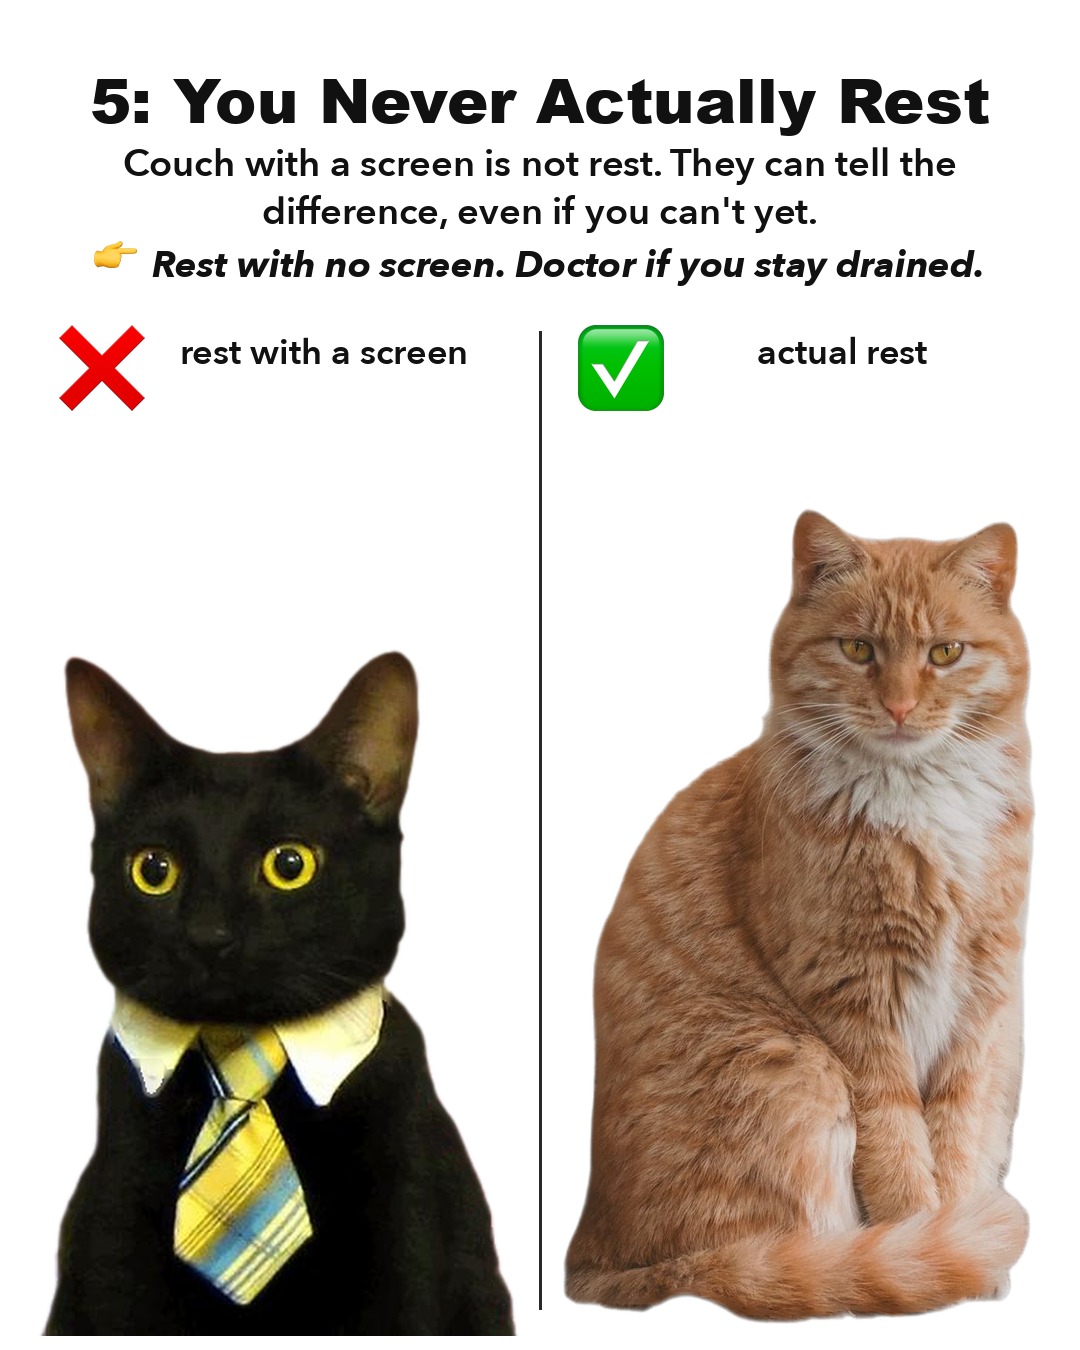 5: You Never Actually Rest
Couch with a screen is not rest. They can tell the
difference, even if you can't yet.
👉 Rest with no screen. Doctor if you stay drained.
❌ rest with a screen
✅ actual rest